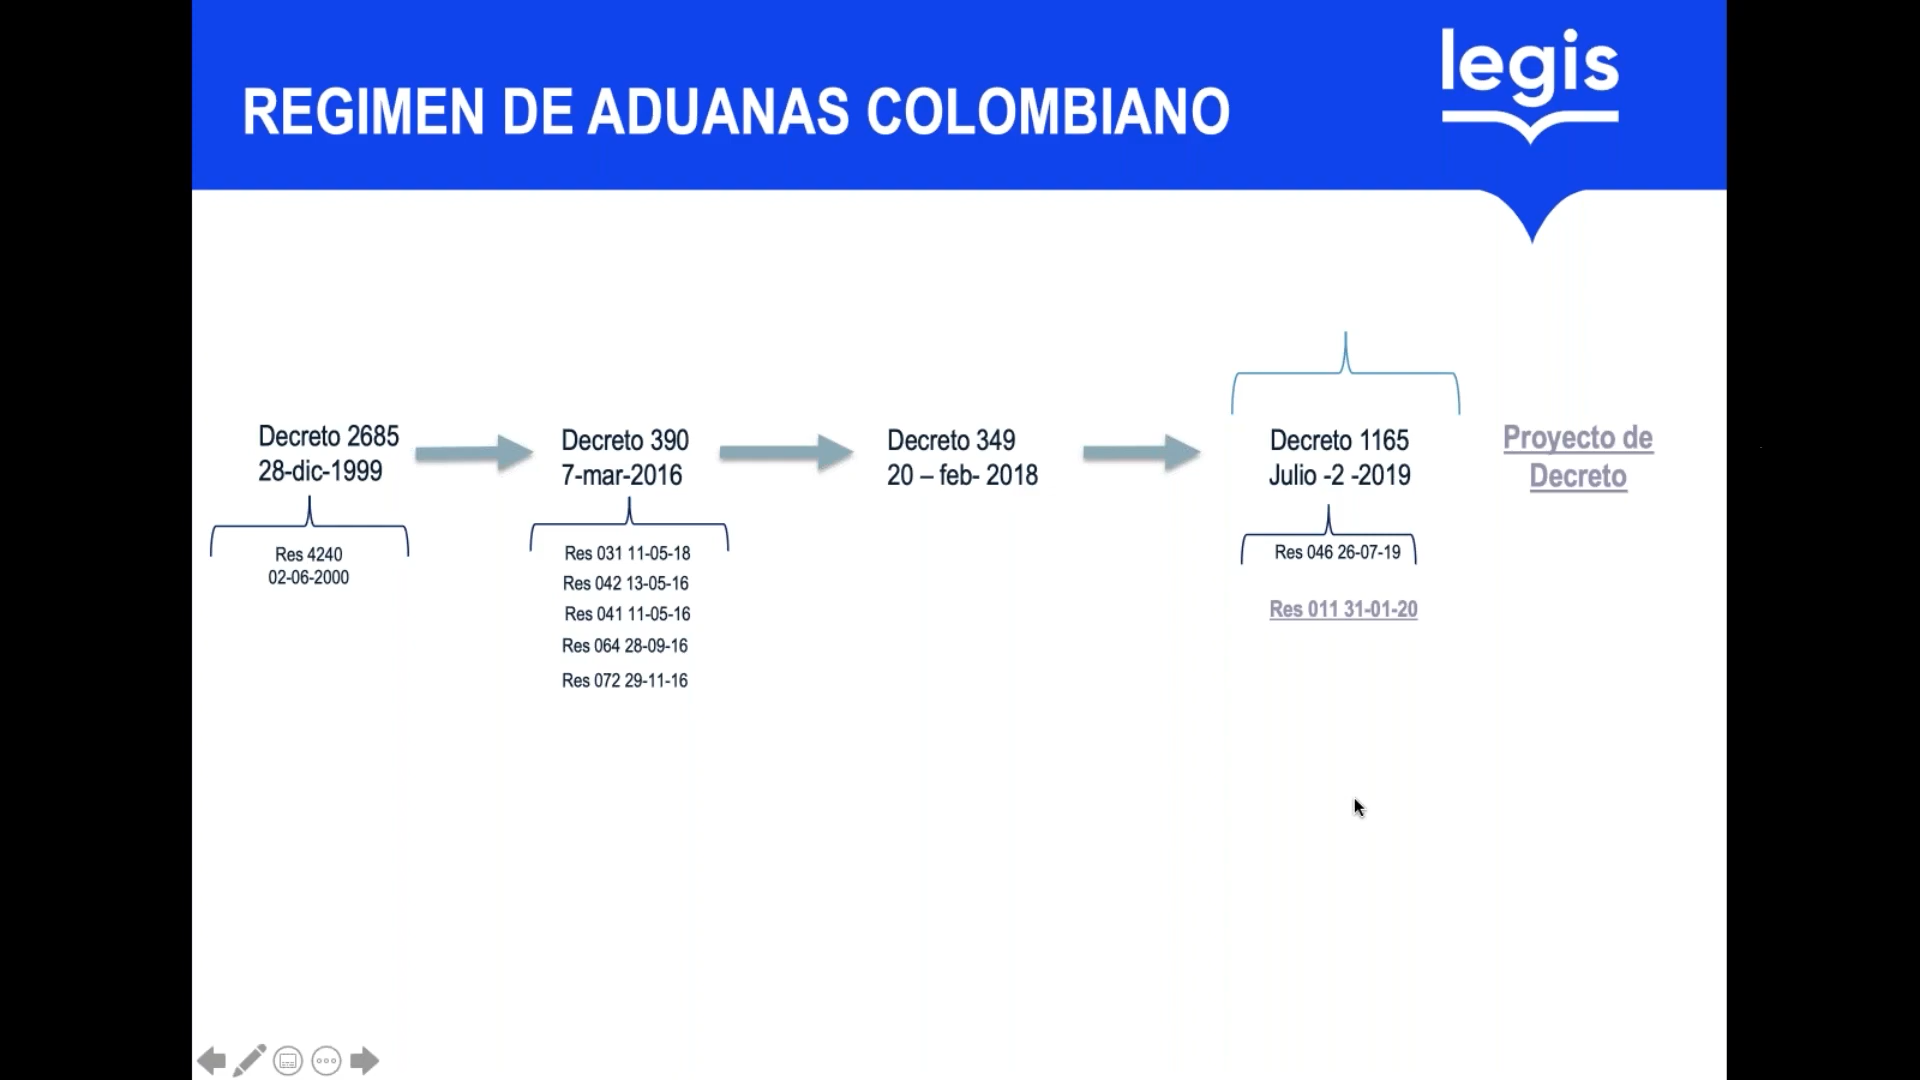 legis
REGIMEN DE ADUANAS COLOMBIANO
Decreto 2685
28-dic-1999
Res 4240
02-06-2000
Decreto 390
7-mar-2016
Res 031 11-05-18
Res 042 13-05-16
Res 041 11-05-16
Res 064 28-09-16
Res 072 29-11-16
Decreto 349
20 – feb- 2018
Decreto 1165
Julio -2 -2019
Res 046 26-07-19
Res 011 31-01-20
Proyecto de
Decreto